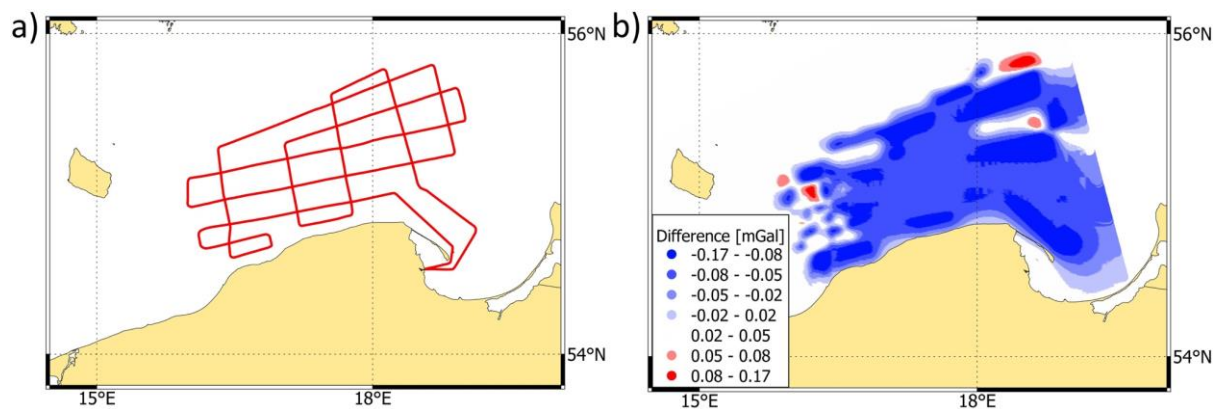 a)
56°N
54°N
15°E
18°E
b)
56°N
Difference [mGal]
-0.17 - -0.08
-0.08 - -0.05
-0.05 - -0.02
-0.02 - 0.02
0.02 - 0.05
0.05 - 0.08
0.08 - 0.17
54°N
15°E
18°E